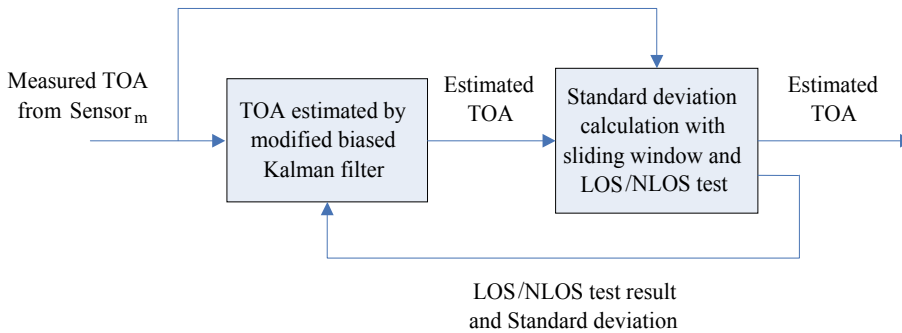 Measured TOA
from Sensor m
TOA estimated by
modified biased
Kalman filter
Estimated
TOA
Standard deviation
calculation with
sliding window and
LOS/NLOS test
Estimated
TOA
LOS/NLOS test result
and Standard deviation